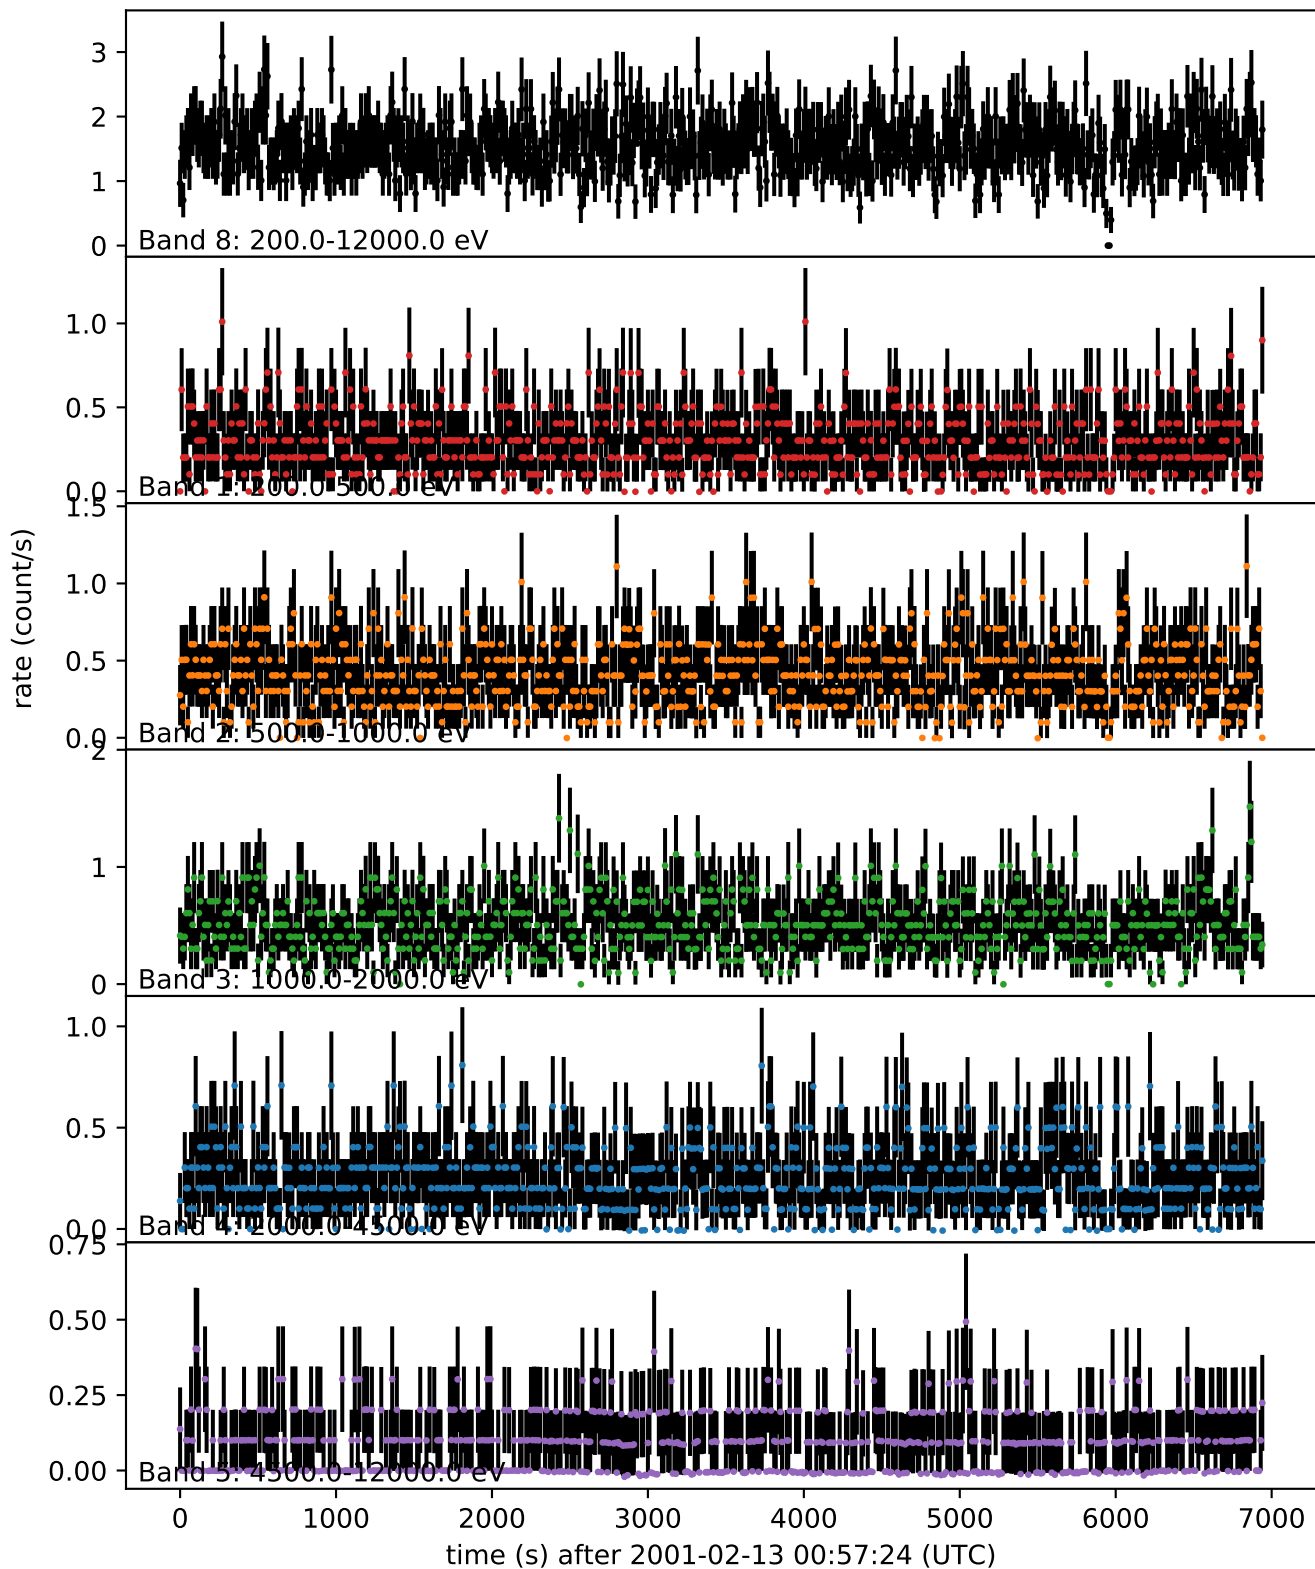 3
2
1
0
Band 8: 200.0-12000.0 eV
1.0
0.5
0.0
Band 1: 200.0-500.0 eV
1.5
1.0
0.5
0.0
Band 2: 500.0-1000.0 eV
2
1
0
Band 3: 1000.0-2000.0 eV
1.0
0.5
0.0
Band 4: 2000.0-4500.0 eV
0.75
0.50
0.25
0.00
Band 5: 4500.0-12000.0 eV
rate (count/s)
0 1000 2000 3000 4000 5000 6000 7000
time (s) after 2001-02-13 00:57:24 (UTC)